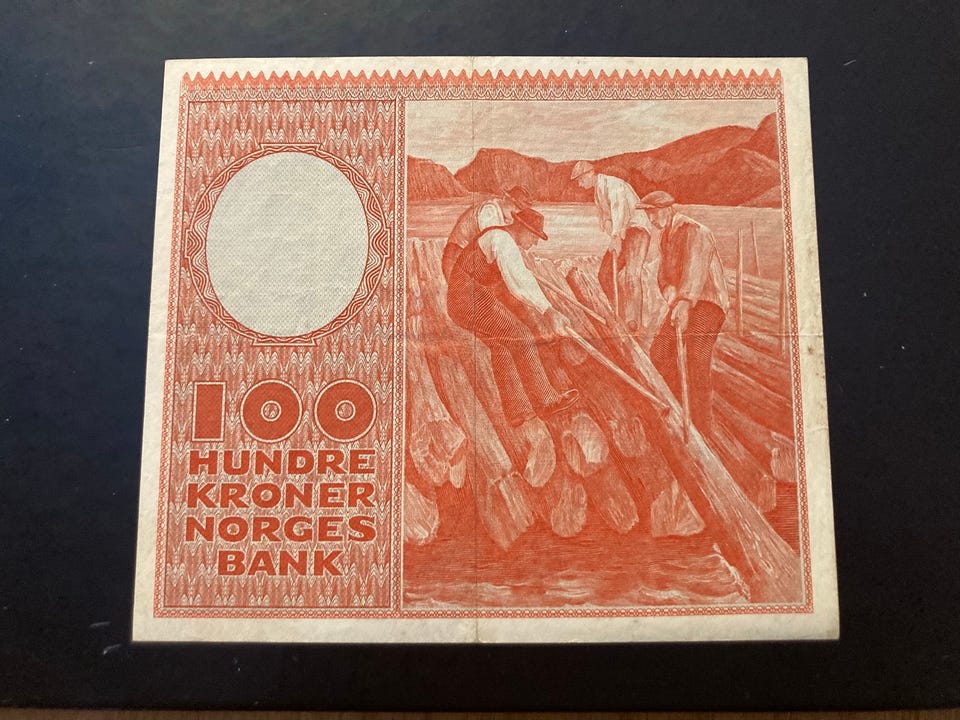 100
HUNDRE
KRONER
NORGES
BANK